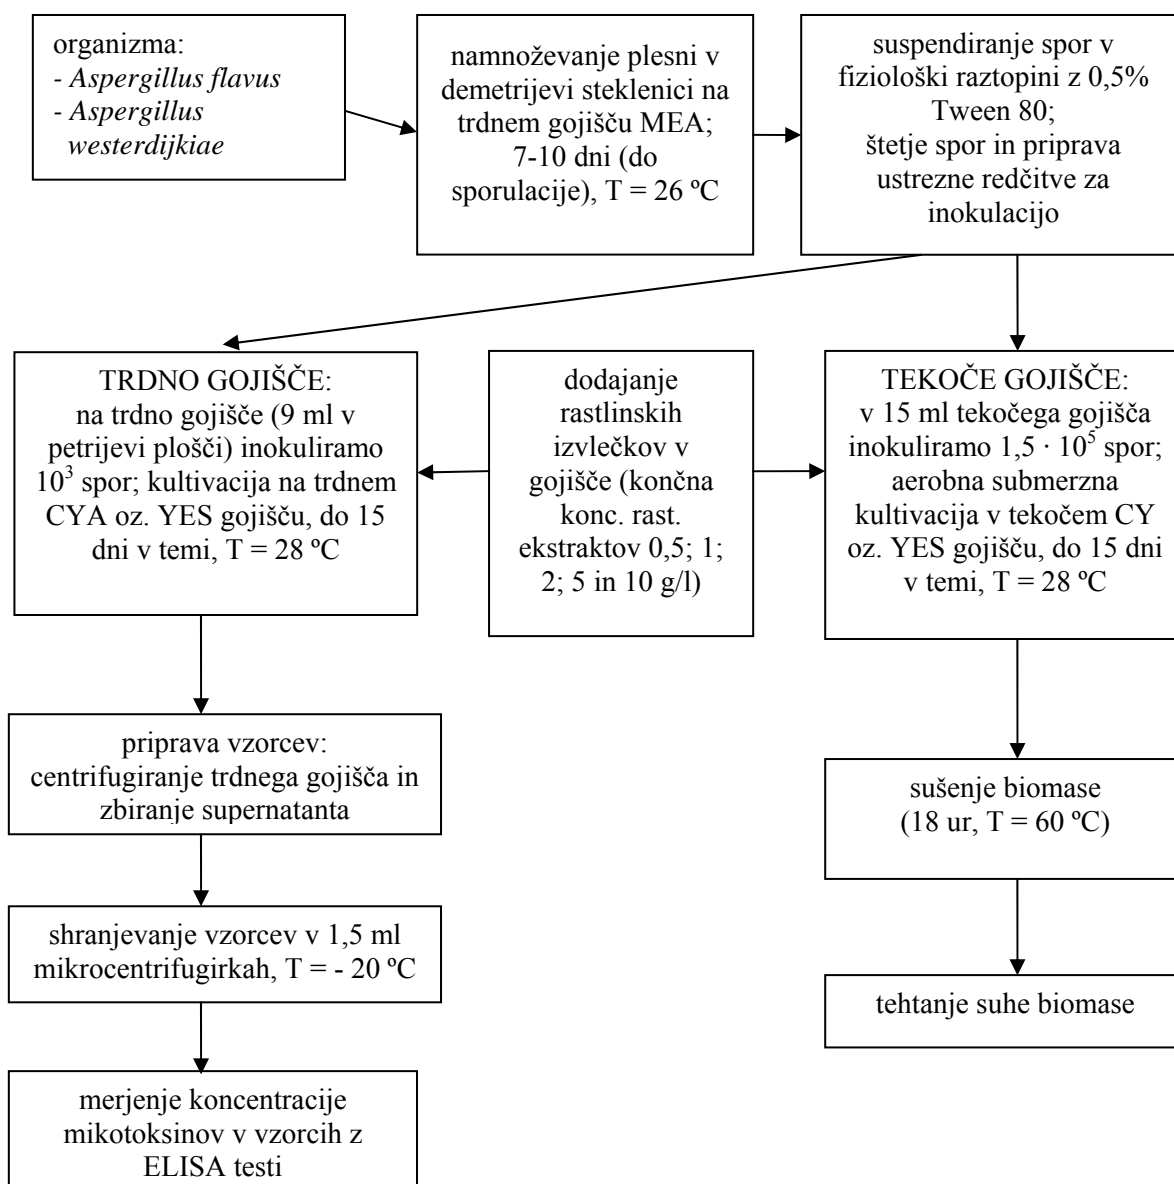 organizma:
- Aspergillus flavus
- Aspergillus
westerdijkiae
namnoževanje plesni v
demetrijevi steklenici na
trdnem gojišču MEA;
7-10 dni (do
sporulacije), T = 26 ºC
suspendiranje spor v
fiziološki raztopini z 0,5%
Tween 80;
štetje spor in priprava
ustrezne redčitve za
inokulacijo
TRDNO GOJIŠČE:
na trdno gojišče (9 ml v
petrijevi plošči) inokuliramo
10³ spor; kultivacija na trdnem
CYA oz. YES gojišču, do 15
dni v temi, T = 28 ºC
dodajanje
rastlinskih
izvlečkov v
gojišče (končna
konc. rast.
ekstraktov 0,5; 1;
2; 5 in 10 g/l)
TEKOČE GOJIŠČE:
v 15 ml tekočega gojišča
inokuliramo 1,5 · 10⁵ spor;
aerobna submerzna
kultivacija v tekočem CY
oz. YES gojišču, do 15 dni
v temi, T = 28 ºC
priprava vzorcev:
centrifugiranje trdnega gojišča in
zbiranje supernatanta
sušenje biomase
(18 ur, T = 60 ºC)
shranjevanje vzorcev v 1,5 ml
mikrocentrifugirkah, T = - 20 ºC
tehtanje suhe biomase
merjenje koncentracije
mikotoksinov v vzorcih z
ELISA testi